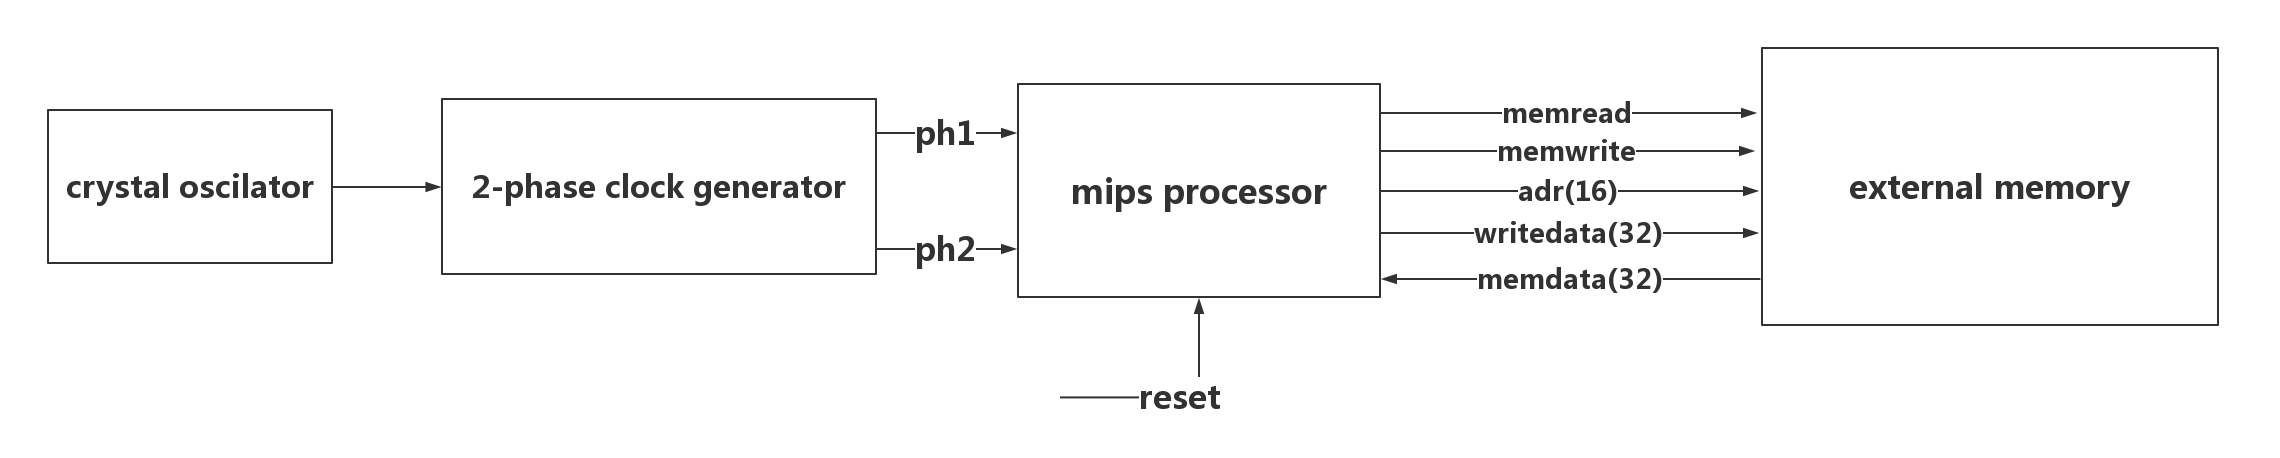 crystal oscilator
2-phase clock generator
ph1
ph2
mips processor
memread
memwrite
adr(16)
writedata(32)
memdata(32)
external memory
reset